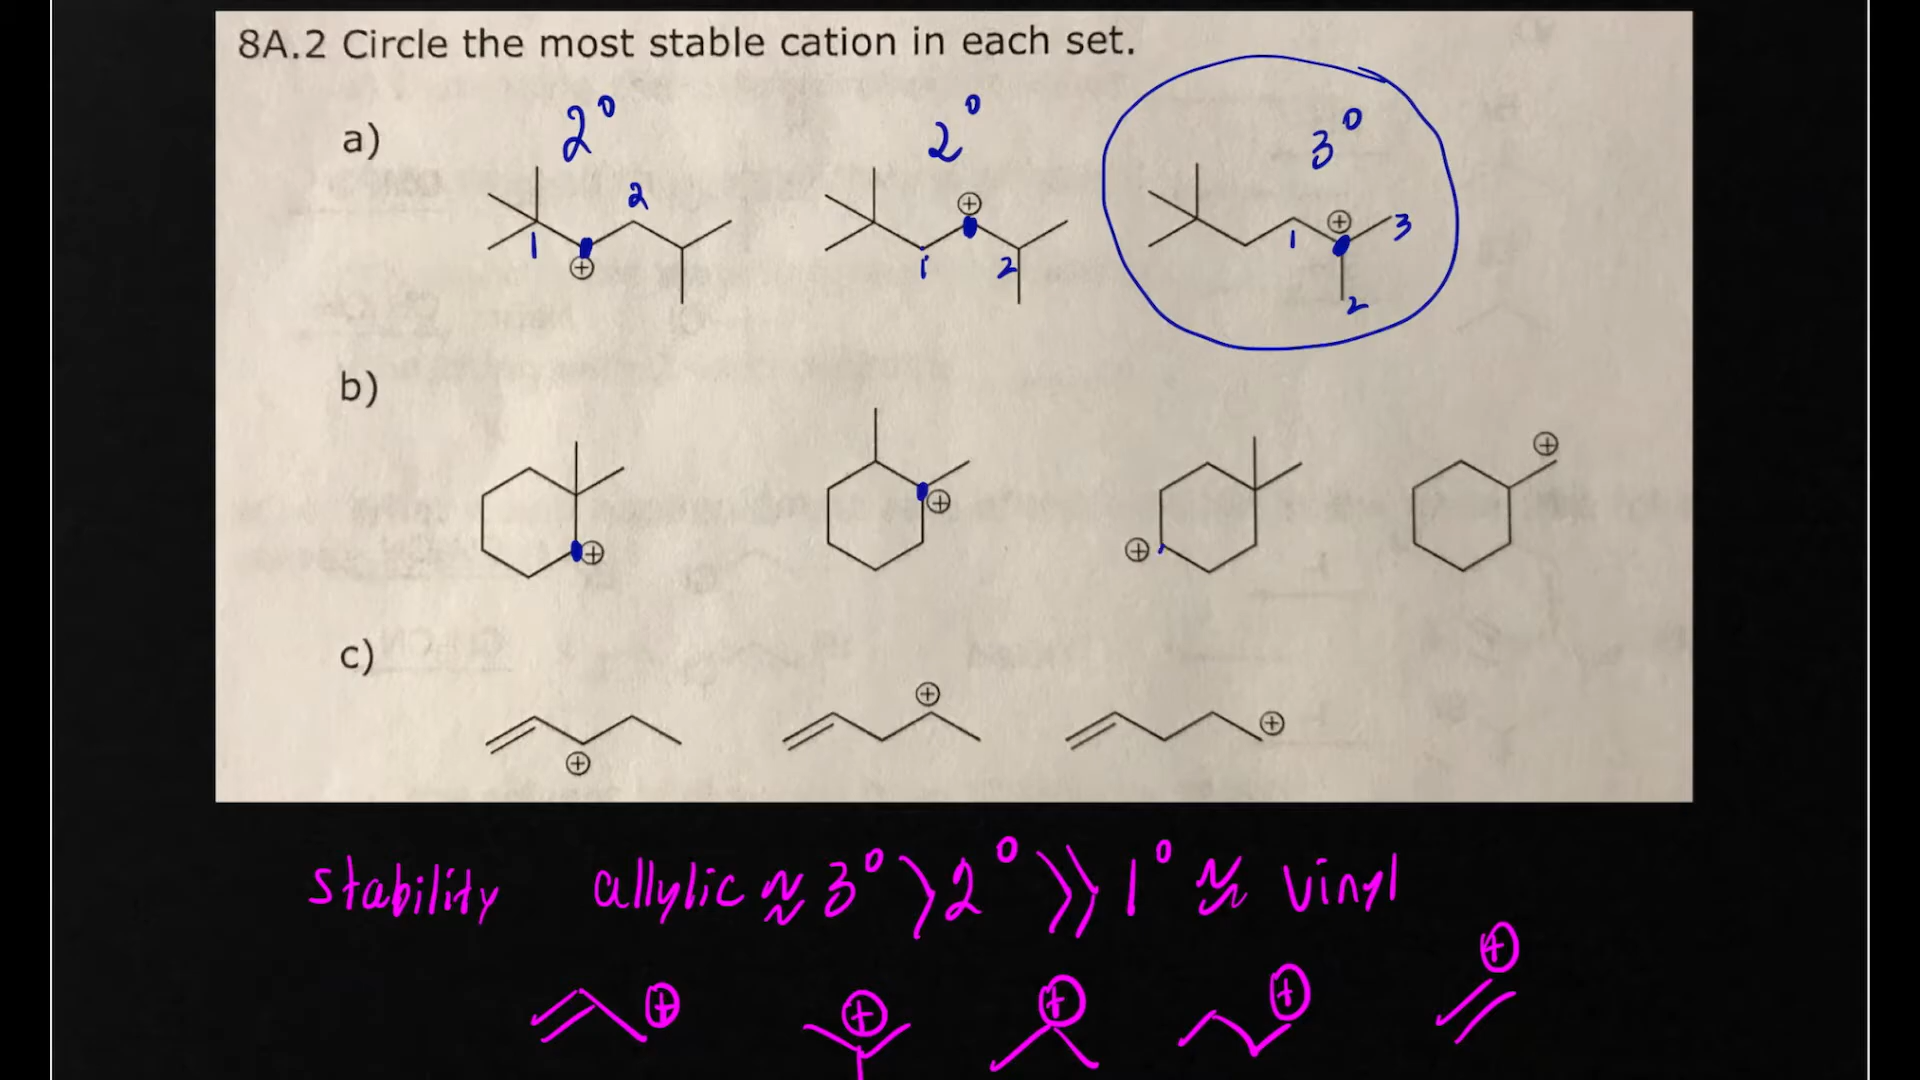 8A.2 Circle the most stable cation in each set.
a)
2° 2° 3°
1 2 1 2 1 2 3
b)
c)
stability allylic ≈ 3° > 2° >> 1° ≈ vinyl